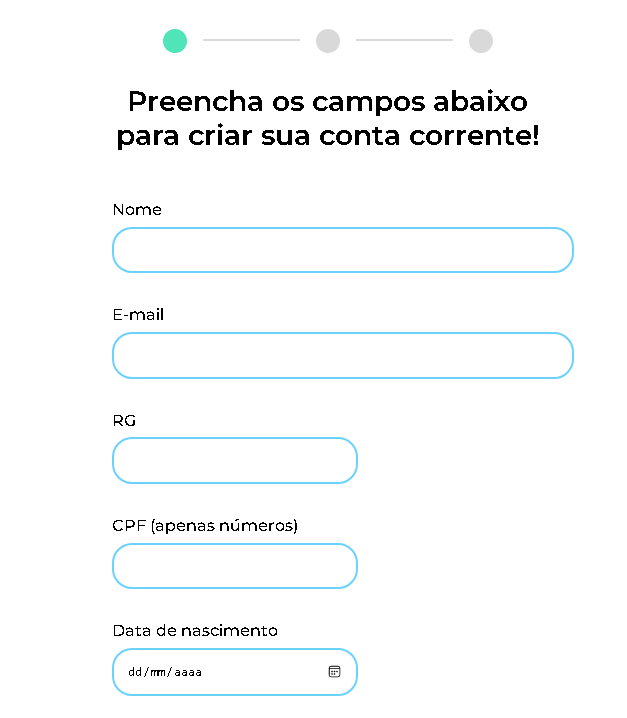 Preencha os campos abaixo
para criar sua conta corrente!
Nome
E-mail
RG
CPF (apenas números)
Data de nascimento
dd/mm/aaaa